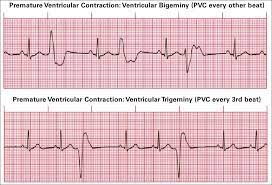 Premature Ventricular Contraction: Ventricular Bigeminy (PVC every other beat)
Premature Ventricular Contraction: Ventricular Trigeminy (PVC every 3rd beat)